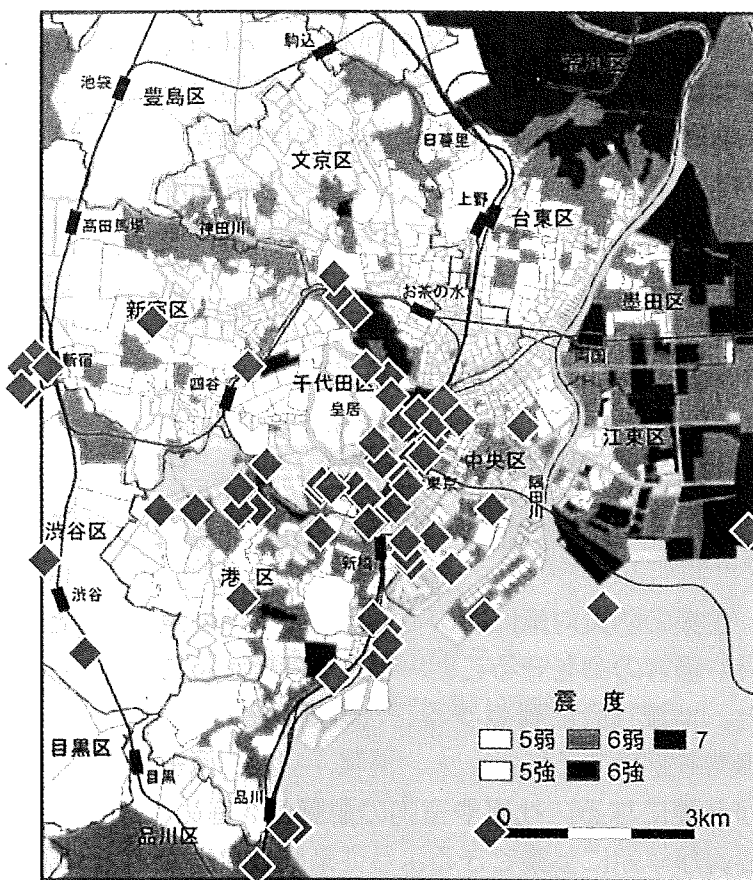 駒込
荒川区
池袋
豊島区
日暮里
文京区
上野
台東区
高田馬場
神田川
新宿区
お茶の水
墨田区
両国
新宿
四谷
千代田区
皇居
江東区
中央区
東京
隅田川
渋谷区
新橋
港区
渋谷
震度
5弱 6弱 7
5強 6強
目黒区
目黒
品川
0 3km
品川区